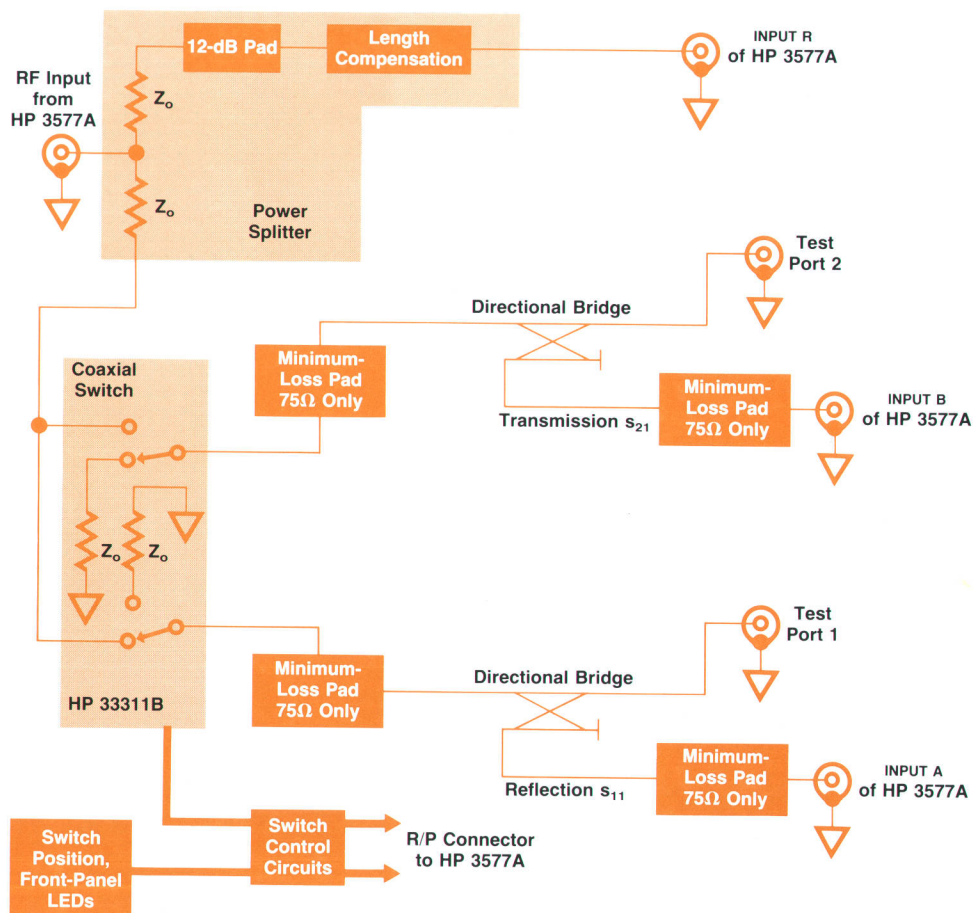 12-dB Pad
Length
Compensation
INPUT R
of HP 3577A
RF Input
from
HP 3577A
Zo
Zo
Power
Splitter
Test
Port 2
Directional Bridge
Coaxial
Switch
Minimum-
Loss Pad
75Ω Only
Minimum-
Loss Pad
75Ω Only
Transmission s21
INPUT B
of HP 3577A
Zo
Zo
Test
Port 1
Minimum-
Loss Pad
75Ω Only
Directional Bridge
HP 33311B
Minimum-
Loss Pad
75Ω Only
Reflection s11
INPUT A
of HP 3577A
Switch
Control
Circuits
R/P Connector
to HP 3577A
Switch
Position,
Front-Panel
LEDs